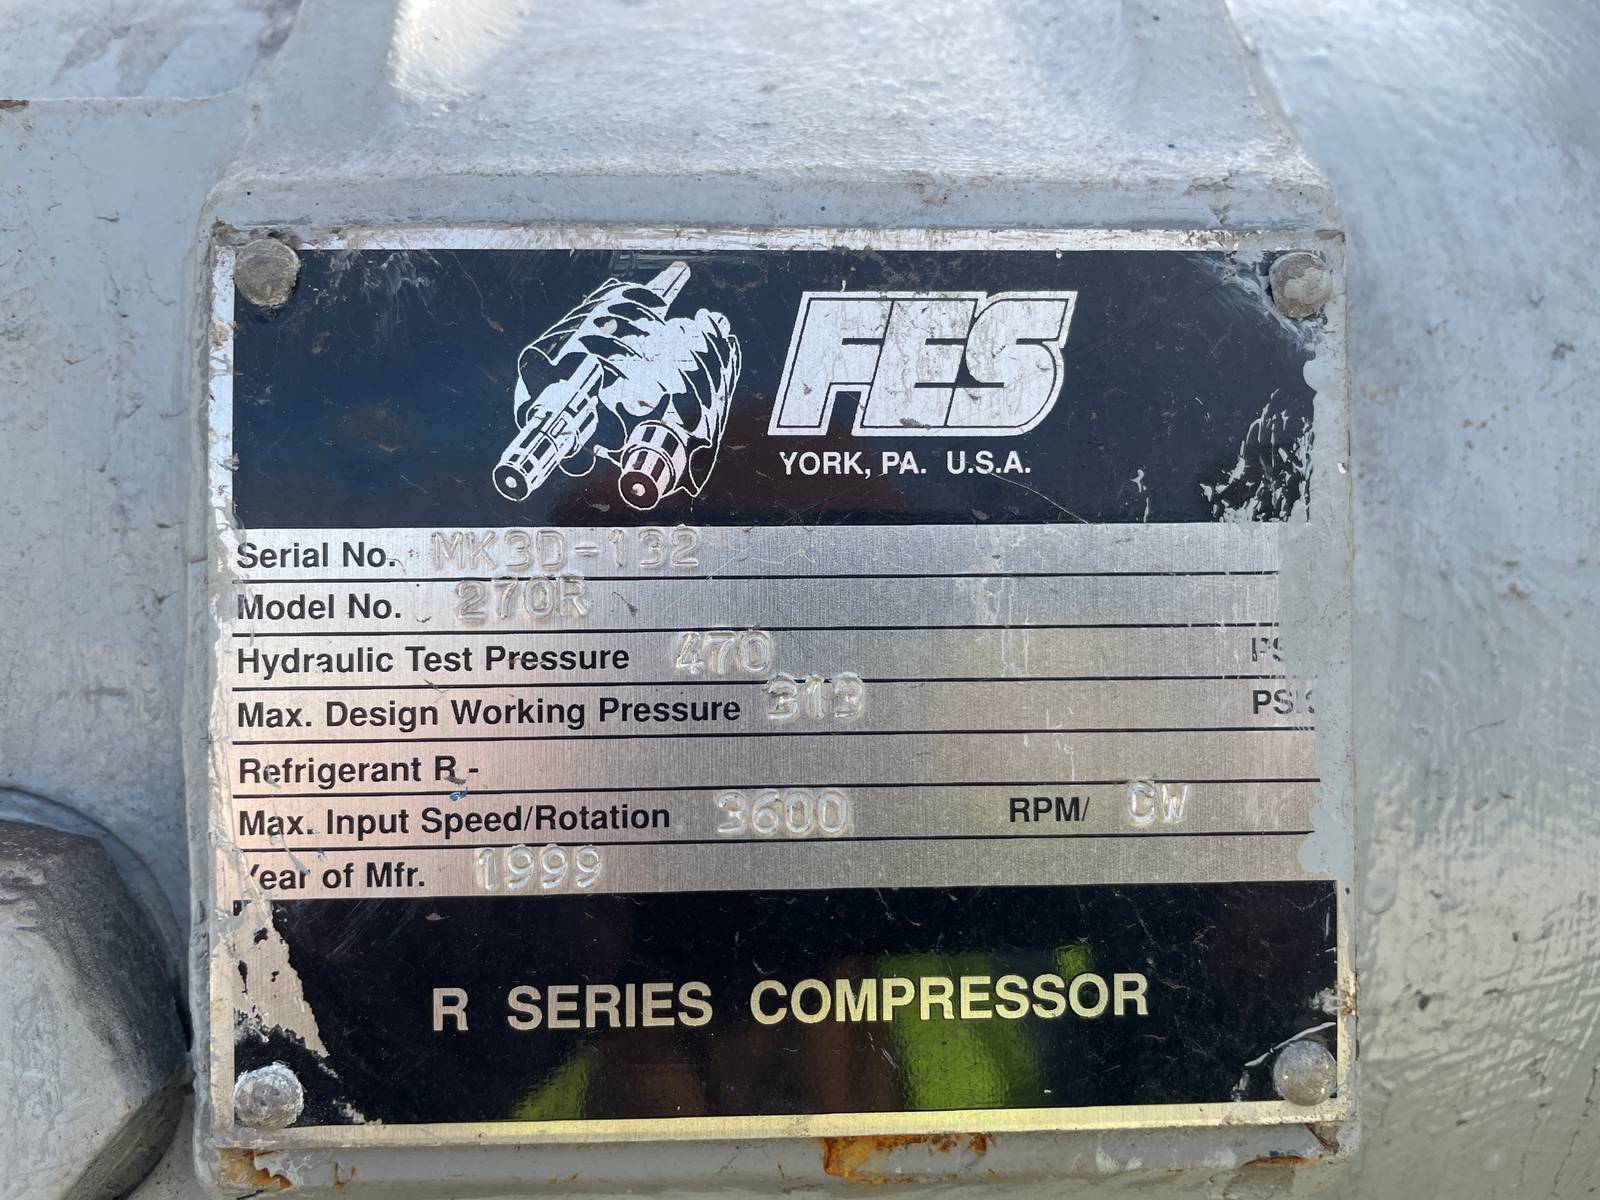 FES
YORK, PA. U.S.A.
Serial No. MK3D-132
Model No. 270R
Hydraulic Test Pressure 470
Max. Design Working Pressure 313
Refrigerant R -
Max. Input Speed/Rotation 3600 RPM/ CW
Year of Mfr. 1999
R SERIES COMPRESSOR